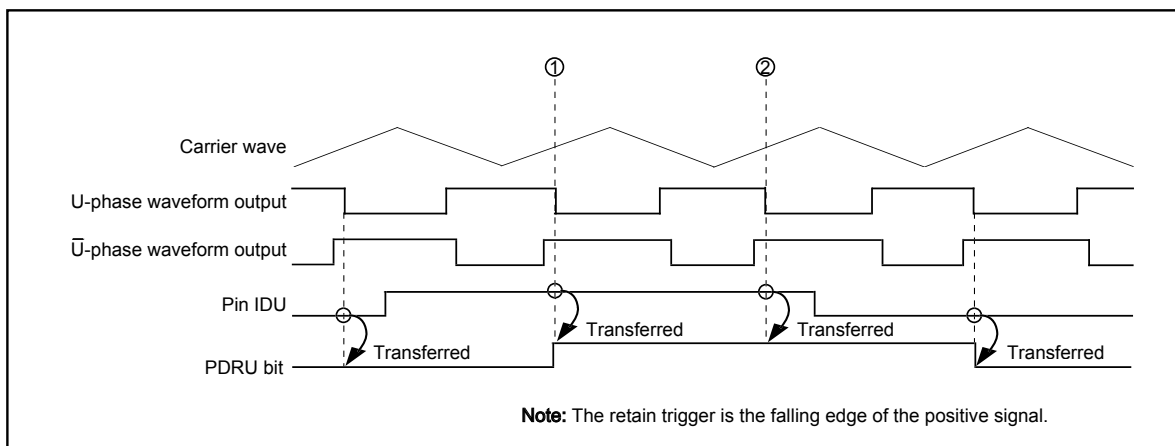 ① ②
Carrier wave
U-phase waveform output
U̅-phase waveform output
Pin IDU
Transferred Transferred
Transferred Transferred
PDRU bit
Note: The retain trigger is the falling edge of the positive signal.